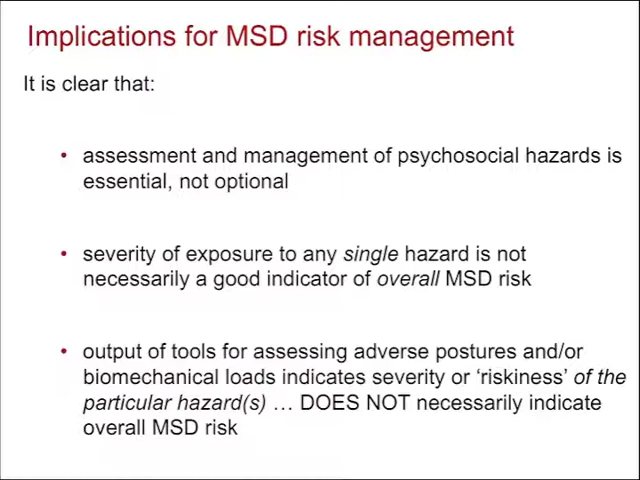 Implications for MSD risk management
It is clear that:
• assessment and management of psychosocial hazards is
essential, not optional
• severity of exposure to any single hazard is not
necessarily a good indicator of overall MSD risk
• output of tools for assessing adverse postures and/or
biomechanical loads indicates severity or ‘riskiness’ of the
particular hazard(s) … DOES NOT necessarily indicate
overall MSD risk